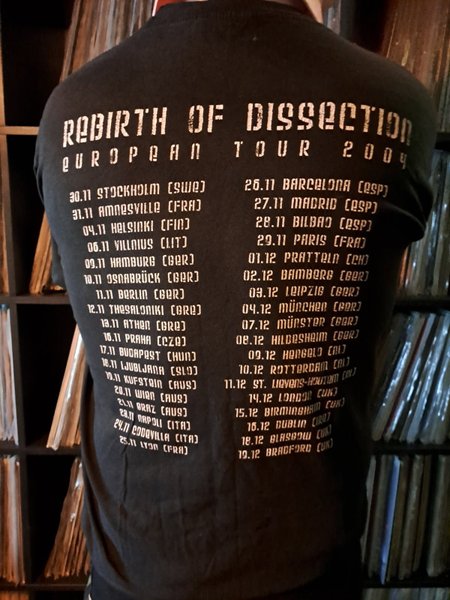 REBIRTH OF DISSECTION
EUROPEAN TOUR 2004
30.11 STOCKHOLM (SWE)
31.11 AMNESVILLE (FRA)
04.11 HELSINKI (FIN)
06.11 VILNIUS (LIT)
09.11 HAMBURG (GER)
10.11 OSNABRÜCK (GER)
11.11 BERLIN (GER)
12.11 THESALONIKI (GRE)
13.11 ATHEN (GRE)
16.11 PRAHA (CZE)
17.11 BUDAPEST (HUN)
18.11 LJUBLJANA (SLO)
19.11 KUFSTEIN (AUS)
20.11 WIEN (AUS)
21.11 GRAZ (AUS)
NAPOLI (ITA)
24.11 CODEVILLA (ITA)
25.11 LYON (FRA)
26.11 BARCELONA (ESP)
27.11 MADRID (ESP)
28.11 BILBAO (ESP)
29.11 PARIS (FRA)
01.12 PRATTELN (CH)
02.12 BAMBERG (GER)
03.12 LEIPZIG (GER)
04.12 MÜNCHEN (GER)
07.12 MÜNSTER (GER)
08.12 HILDESHEIM (GER)
09.12 HENGELO (NL)
10.12 ROTTERDAM (NL)
11.12 ST. LIEVENS-HOUTEM
14.12 LONDON (UK)
15.12 BIRMINGHAM (UK)
16.12 DUBLIN
18.12 GLASGOW (UK)
19.12 BRADFORD (UK)